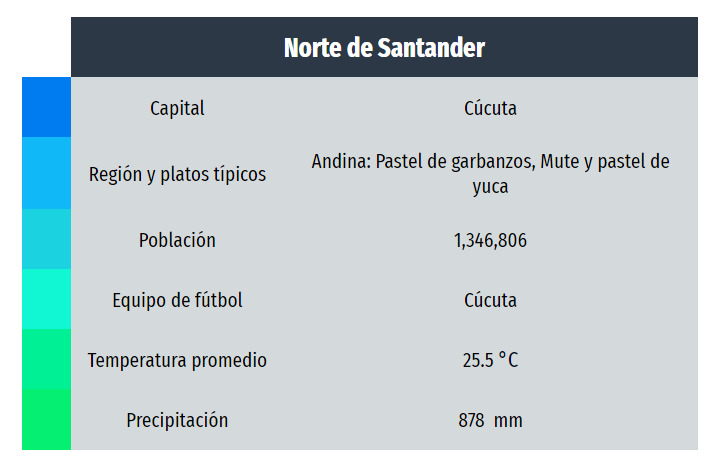 Norte de Santander
Capital
Cúcuta
Región y platos típicos
Andina: Pastel de garbanzos, Mute y pastel de
yuca
Población
1,346,806
Equipo de fútbol
Cúcuta
Temperatura promedio
25.5 °C
Precipitación
878 mm